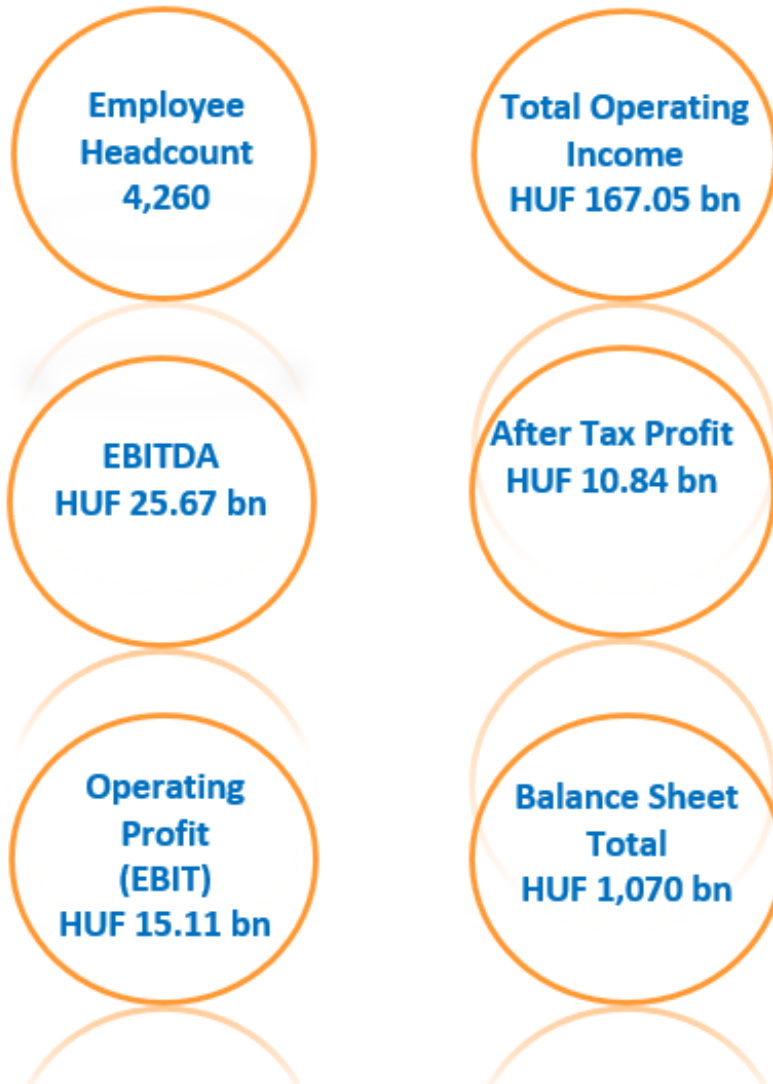 Employee
Headcount
4,260
Total Operating
Income
HUF 167.05 bn
EBITDA
HUF 25.67 bn
After Tax Profit
HUF 10.84 bn
Operating
Profit
(EBIT)
HUF 15.11 bn
Balance Sheet
Total
HUF 1,070 bn